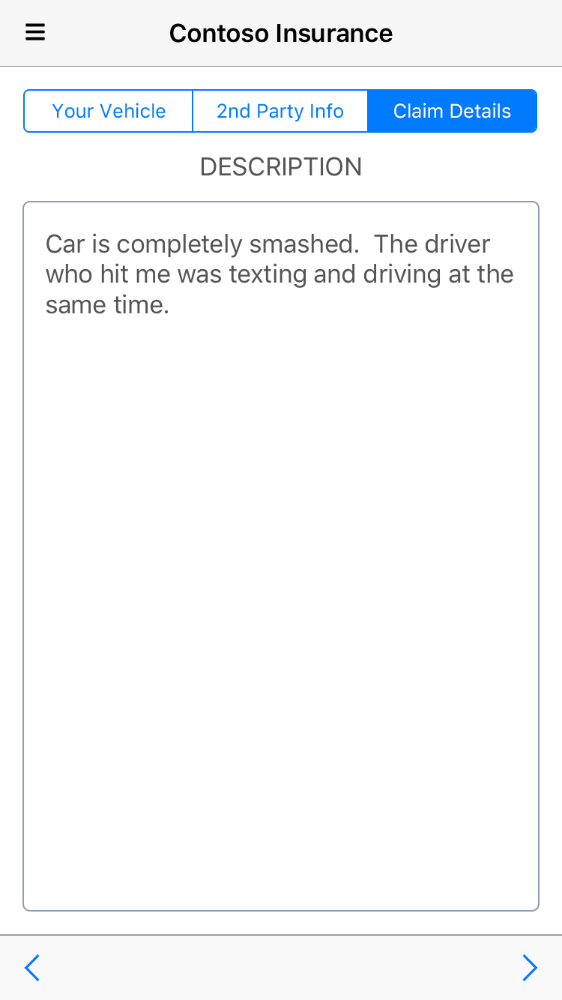 Contoso Insurance
Your Vehicle 2nd Party Info Claim Details
DESCRIPTION
Car is completely smashed.  The driver
who hit me was texting and driving at the
same time.